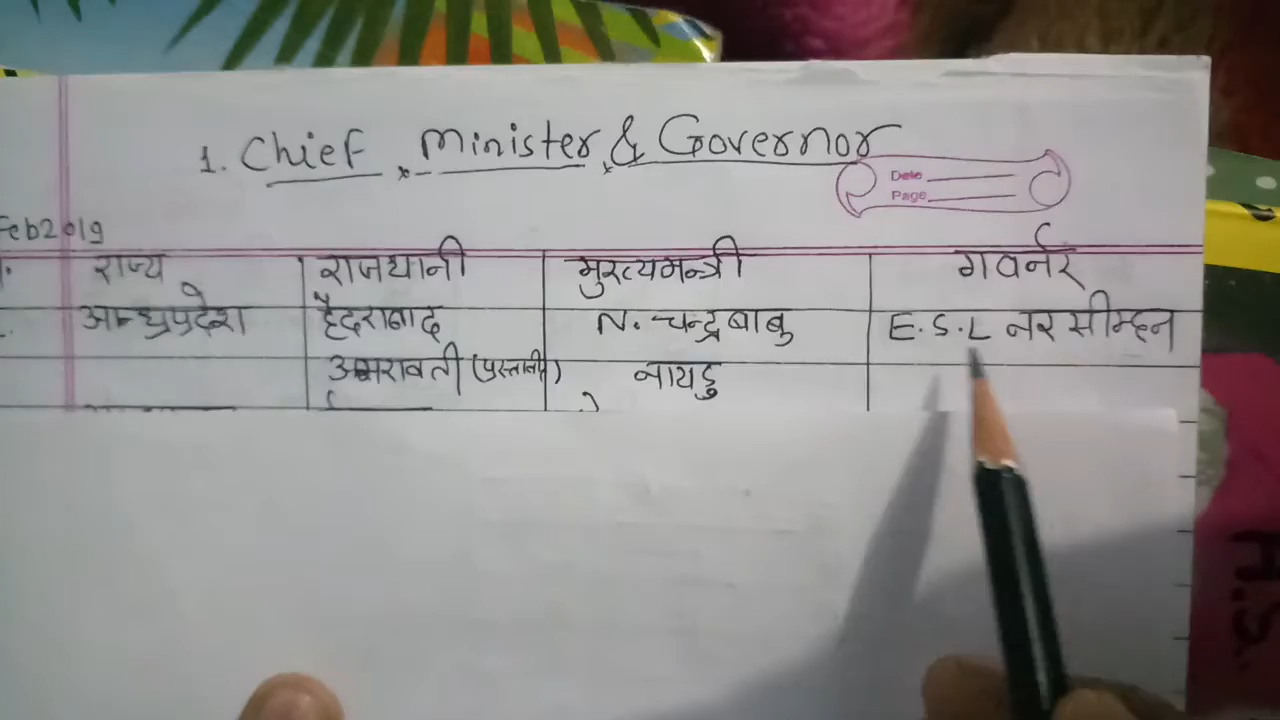 1. Chief Minister & Governor
Date
Page
Feb2019
राज्य राजधानी मुख्यमन्त्री गवर्नर
आन्ध्रप्रदेश हैदराबाद N. चन्द्रबाबु E.S.L नरसीम्हन
अमरावती (प्रस्तावी) नायडु
H.S.